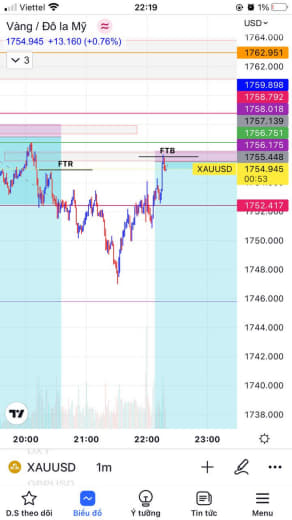 Viettel
22:19
1%
Vàng / Đô la Mỹ
USD
1754.945 +13.160 (+0.76%)
3
1764.000
1762.951
1762.000
1759.898
1758.792
1758.018
1757.139
1756.751
1756.175
1755.448
FTB
FTR
XAUUSD
1754.945
00:53
1752.417
1750.000
1748.000
1746.000
1744.000
1742.000
1740.000
1738.000
20:00
21:00
22:00
23:00
XAUUSD 1m
D.S theo dõi
Biểu đồ
Ý tưởng
Tin tức
Menu